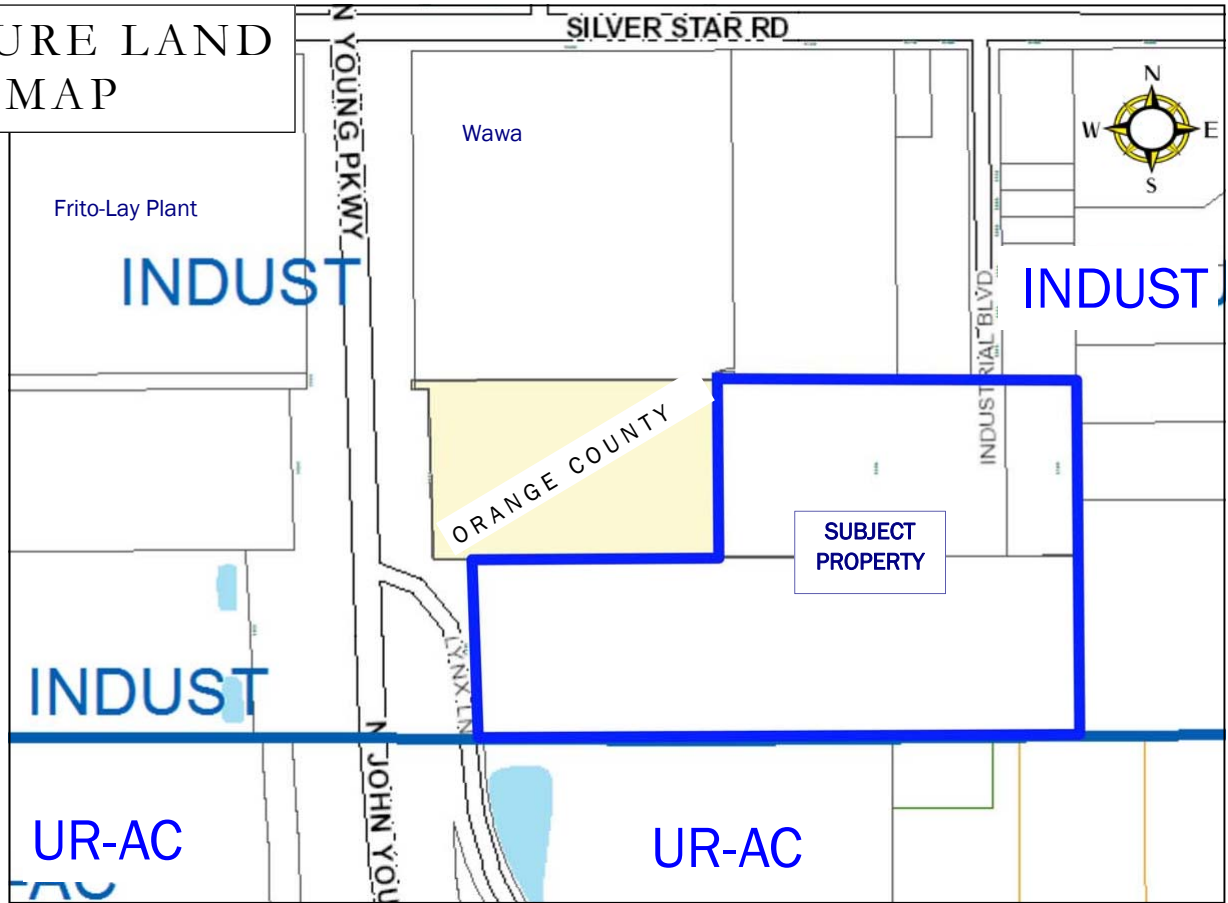 URE LAND
MAP
SILVER STAR RD
N YOUNG PKWY
Wawa
N
W E
S
Frito-Lay Plant
INDUST
INDUST
INDUSTRIAL BLVD
ORANGE COUNTY
SUBJECT
PROPERTY
LYNX LN
INDUST
N JOHN YOU
UR-AC
UR-AC
-AC